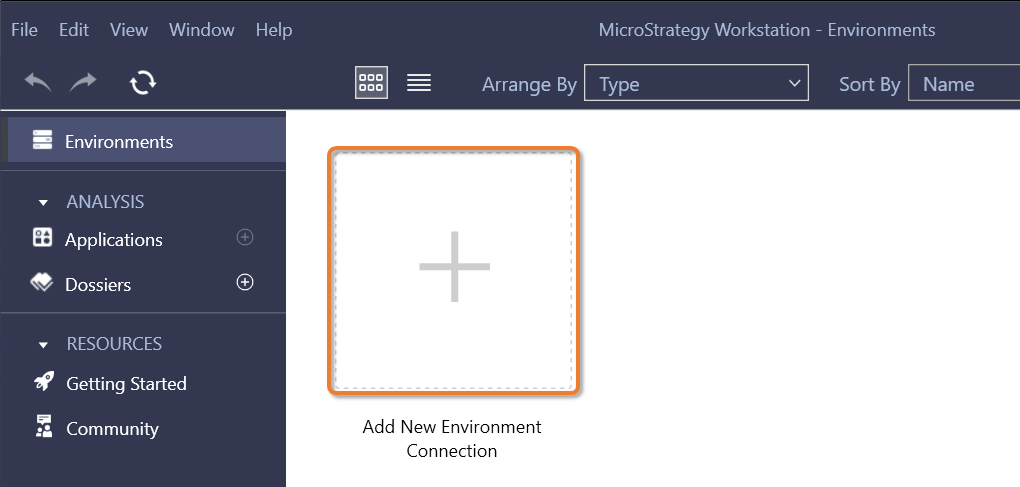 File Edit View Window Help MicroStrategy Workstation - Environments
Arrange By Type Sort By Name
Environments
ANALYSIS
Applications
Dossiers
RESOURCES
Getting Started
Community
Add New Environment
Connection